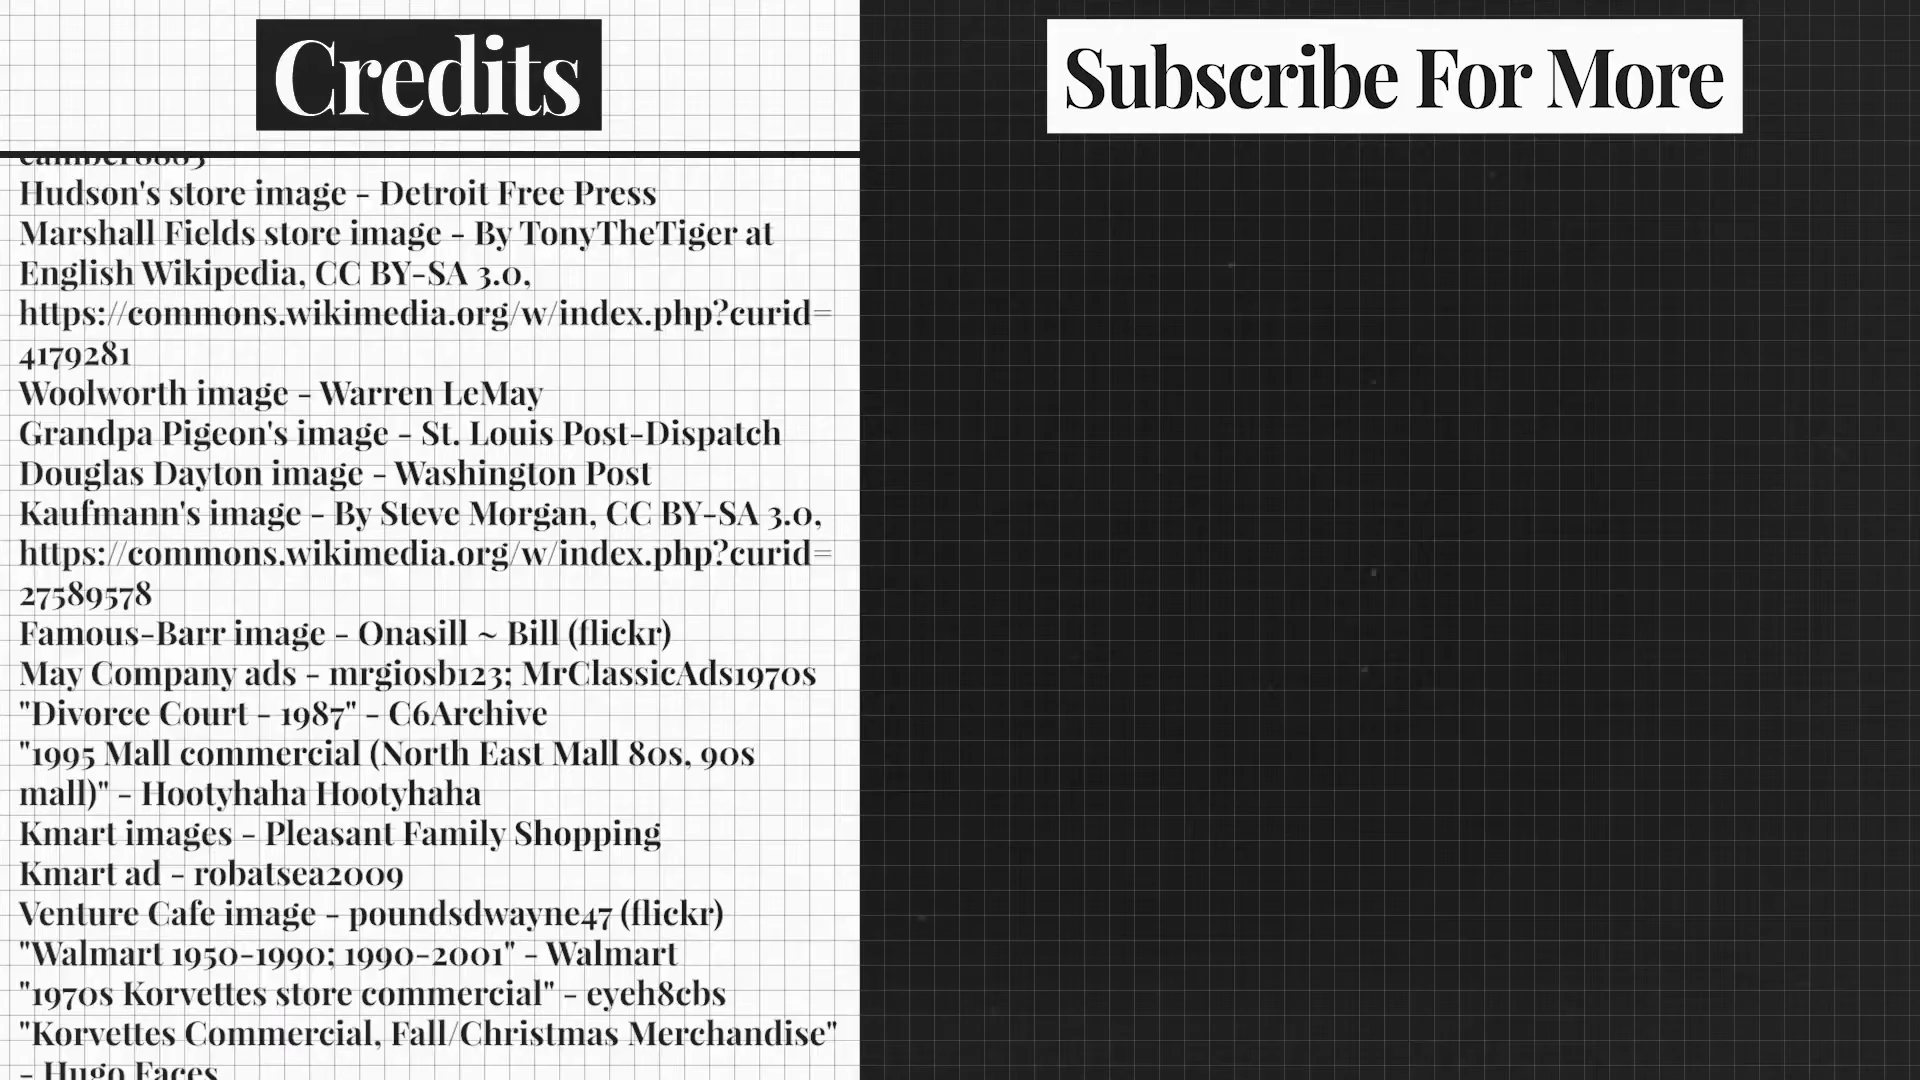 Credits
Subscribe For More
Hudson's store image - Detroit Free Press
Marshall Fields store image - By TonyTheTiger at
English Wikipedia, CC BY-SA 3.0,
https://commons.wikimedia.org/w/index.php?curid=
4179281
Woolworth image - Warren LeMay
Grandpa Pigeon's image - St. Louis Post-Dispatch
Douglas Dayton image - Washington Post
Kaufmann's image - By Steve Morgan, CC BY-SA 3.0,
https://commons.wikimedia.org/w/index.php?curid=
27589578
Famous-Barr image - Onasill ~ Bill (flickr)
May Company ads - mrgiosb123; MrClassicAds1970s
"Divorce Court - 1987" - C6Archive
"1995 Mall commercial (North East Mall 80s, 90s
mall)" - Hootyhaha Hootyhaha
Kmart images - Pleasant Family Shopping
Kmart ad - robatsea2009
Venture Cafe image - poundsdwayne47 (flickr)
"Walmart 1950-1990; 1990-2001" - Walmart
"1970s Korvettes store commercial" - eyeh8cbs
"Korvettes Commercial, Fall/Christmas Merchandise"
- Hugo Faces